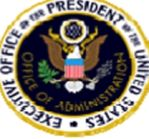 EXECUTIVE OFFICE OF THE PRESIDENT OF THE UNITED STATES
OFFICE OF ADMINISTRATION